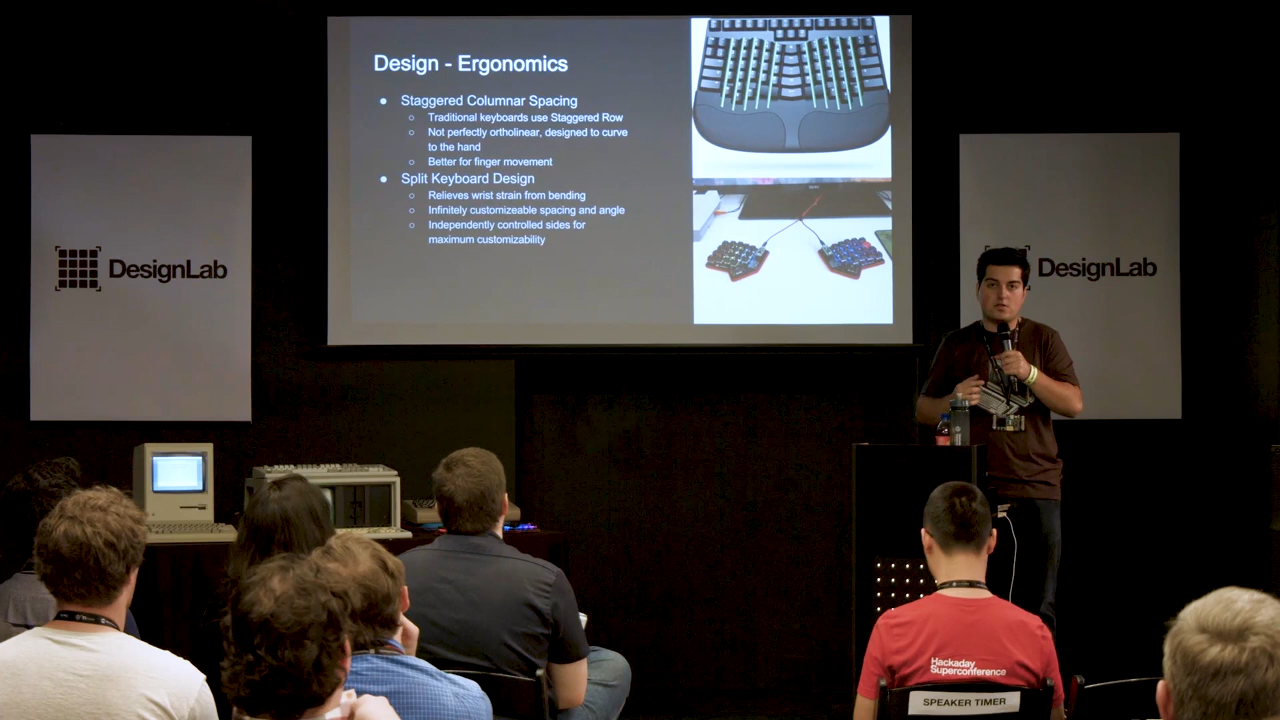 Design - Ergonomics
● Staggered Columnar Spacing
○ Traditional keyboards use Staggered Row
○ Not perfectly ortholinear, designed to curve
to the hand
○ Better for finger movement
● Split Keyboard Design
○ Relieves wrist strain from bending
○ Infinitely customizeable spacing and angle
○ Independently controlled sides for
maximum customizability
DesignLab
DesignLab
Hackaday
Superconference
SPEAKER TIMER